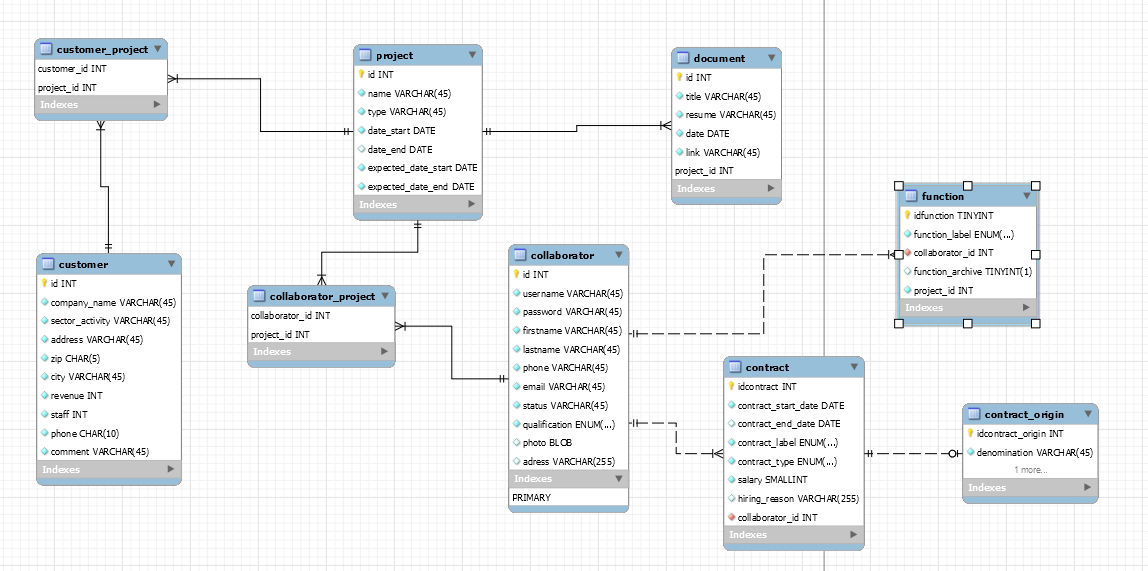 customer_project
customer_id INT
project_id INT
Indexes
project
id INT
name VARCHAR(45)
type VARCHAR(45)
date_start DATE
date_end DATE
expected_date_start DATE
expected_date_end DATE
Indexes
document
id INT
title VARCHAR(45)
resume VARCHAR(45)
date DATE
link VARCHAR(45)
project_id INT
Indexes
function
idfunction TINYINT
function_label ENUM(...)
collaborator_id INT
function_archive TINYINT(1)
project_id INT
Indexes
customer
id INT
company_name VARCHAR(45)
sector_activity VARCHAR(45)
address VARCHAR(45)
zip CHAR(5)
city VARCHAR(45)
revenue INT
staff INT
phone CHAR(10)
comment VARCHAR(45)
Indexes
collaborator_project
collaborator_id INT
project_id INT
Indexes
collaborator
id INT
username VARCHAR(45)
password VARCHAR(45)
firstname VARCHAR(45)
lastname VARCHAR(45)
phone VARCHAR(45)
email VARCHAR(45)
status VARCHAR(45)
qualification ENUM(...)
photo BLOB
adress VARCHAR(255)
Indexes
PRIMARY
contract
idcontract INT
contract_start_date DATE
contract_end_date DATE
contract_label ENUM(...)
contract_type ENUM(...)
salary SMALLINT
hiring_reason VARCHAR(255)
collaborator_id INT
Indexes
contract_origin
idcontract_origin INT
denomination VARCHAR(45)
1 more...
Indexes